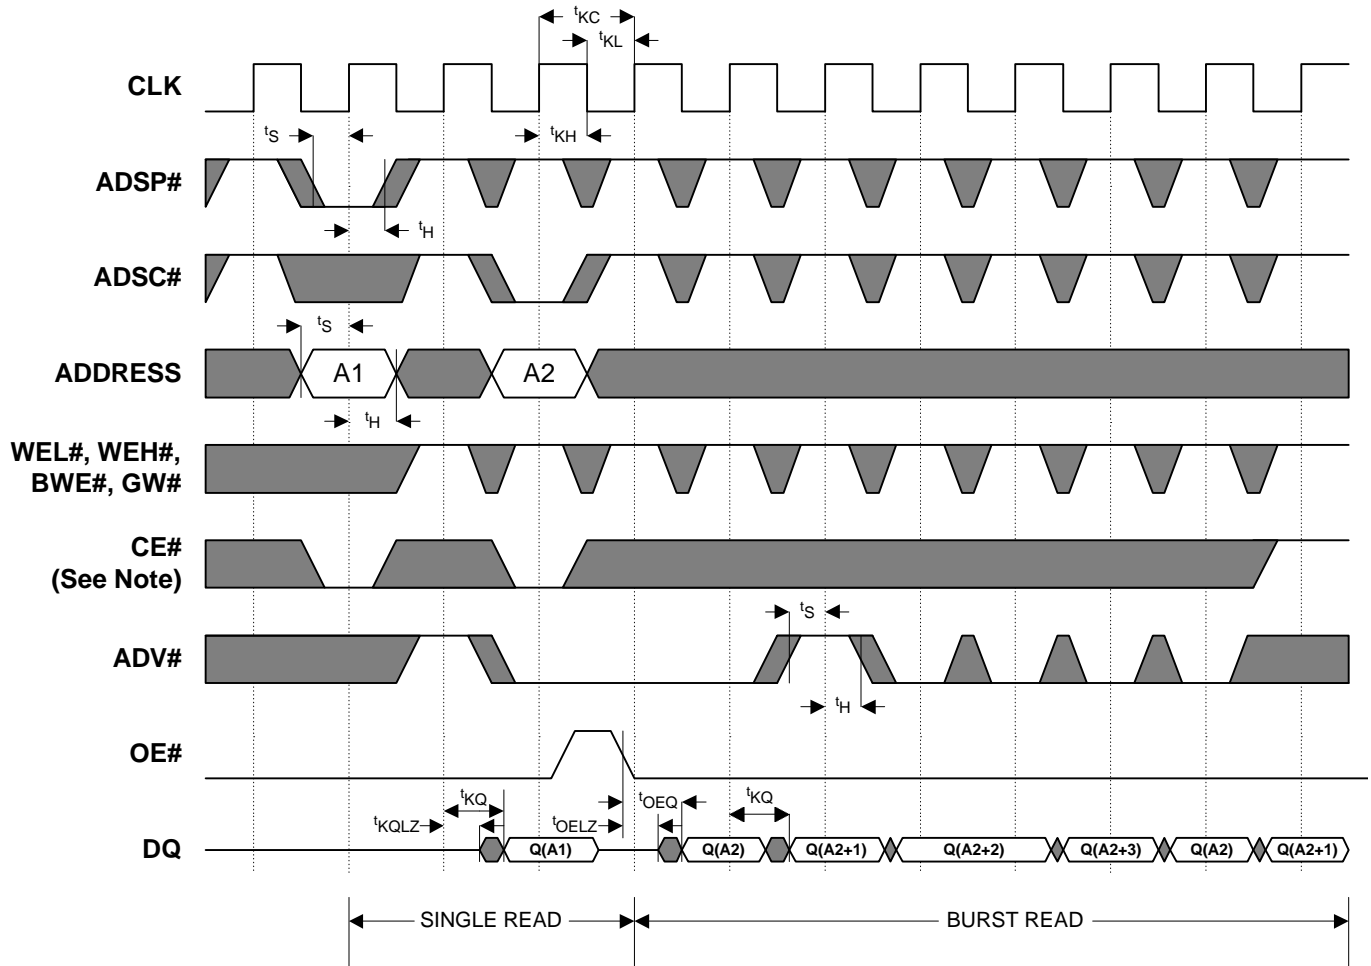 tKC
tKL
CLK
tS
tKH
ADSP#
tH
ADSC#
tS
ADDRESS
A1
A2
tH
WEL#, WEH#,
BWE#, GW#
CE#
(See Note)
tS
ADV#
tH
OE#
tKQ
tOEQ
tKQ
tKQLZ
tOELZ
DQ
Q(A1)
Q(A2)
Q(A2+1)
Q(A2+2)
Q(A2+3)
Q(A2)
Q(A2+1)
SINGLE READ
BURST READ